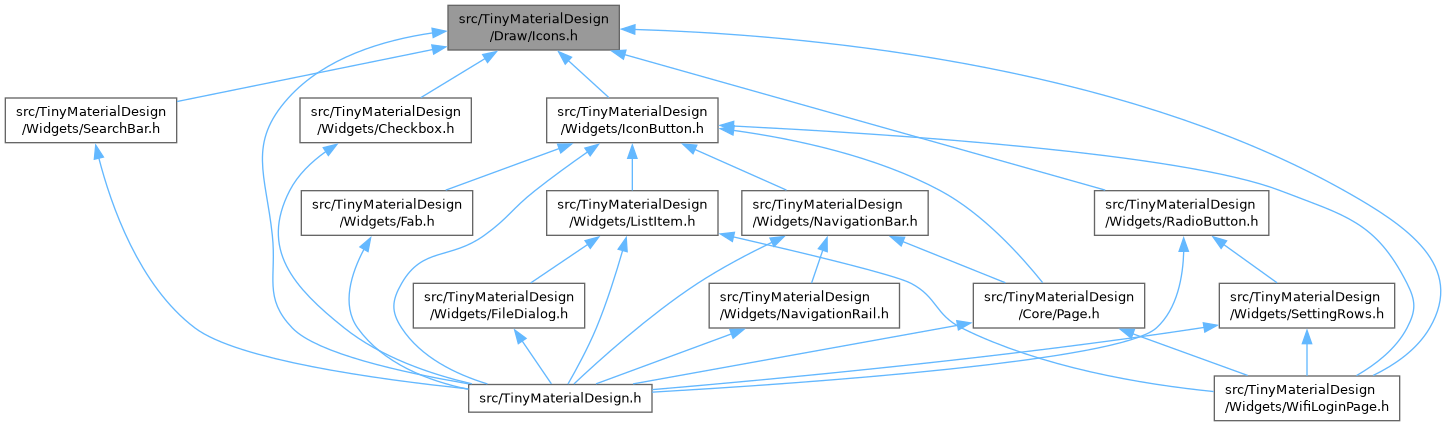 src/TinyMaterialDesign
/Draw/Icons.h
src/TinyMaterialDesign
/Widgets/SearchBar.h
src/TinyMaterialDesign
/Widgets/Checkbox.h
src/TinyMaterialDesign
/Widgets/IconButton.h
src/TinyMaterialDesign
/Widgets/Fab.h
src/TinyMaterialDesign
/Widgets/ListItem.h
src/TinyMaterialDesign
/Widgets/NavigationBar.h
src/TinyMaterialDesign
/Widgets/RadioButton.h
src/TinyMaterialDesign
/Widgets/FileDialog.h
src/TinyMaterialDesign
/Widgets/NavigationRail.h
src/TinyMaterialDesign
/Core/Page.h
src/TinyMaterialDesign
/Widgets/SettingRows.h
src/TinyMaterialDesign.h
src/TinyMaterialDesign
/Widgets/WifiLoginPage.h